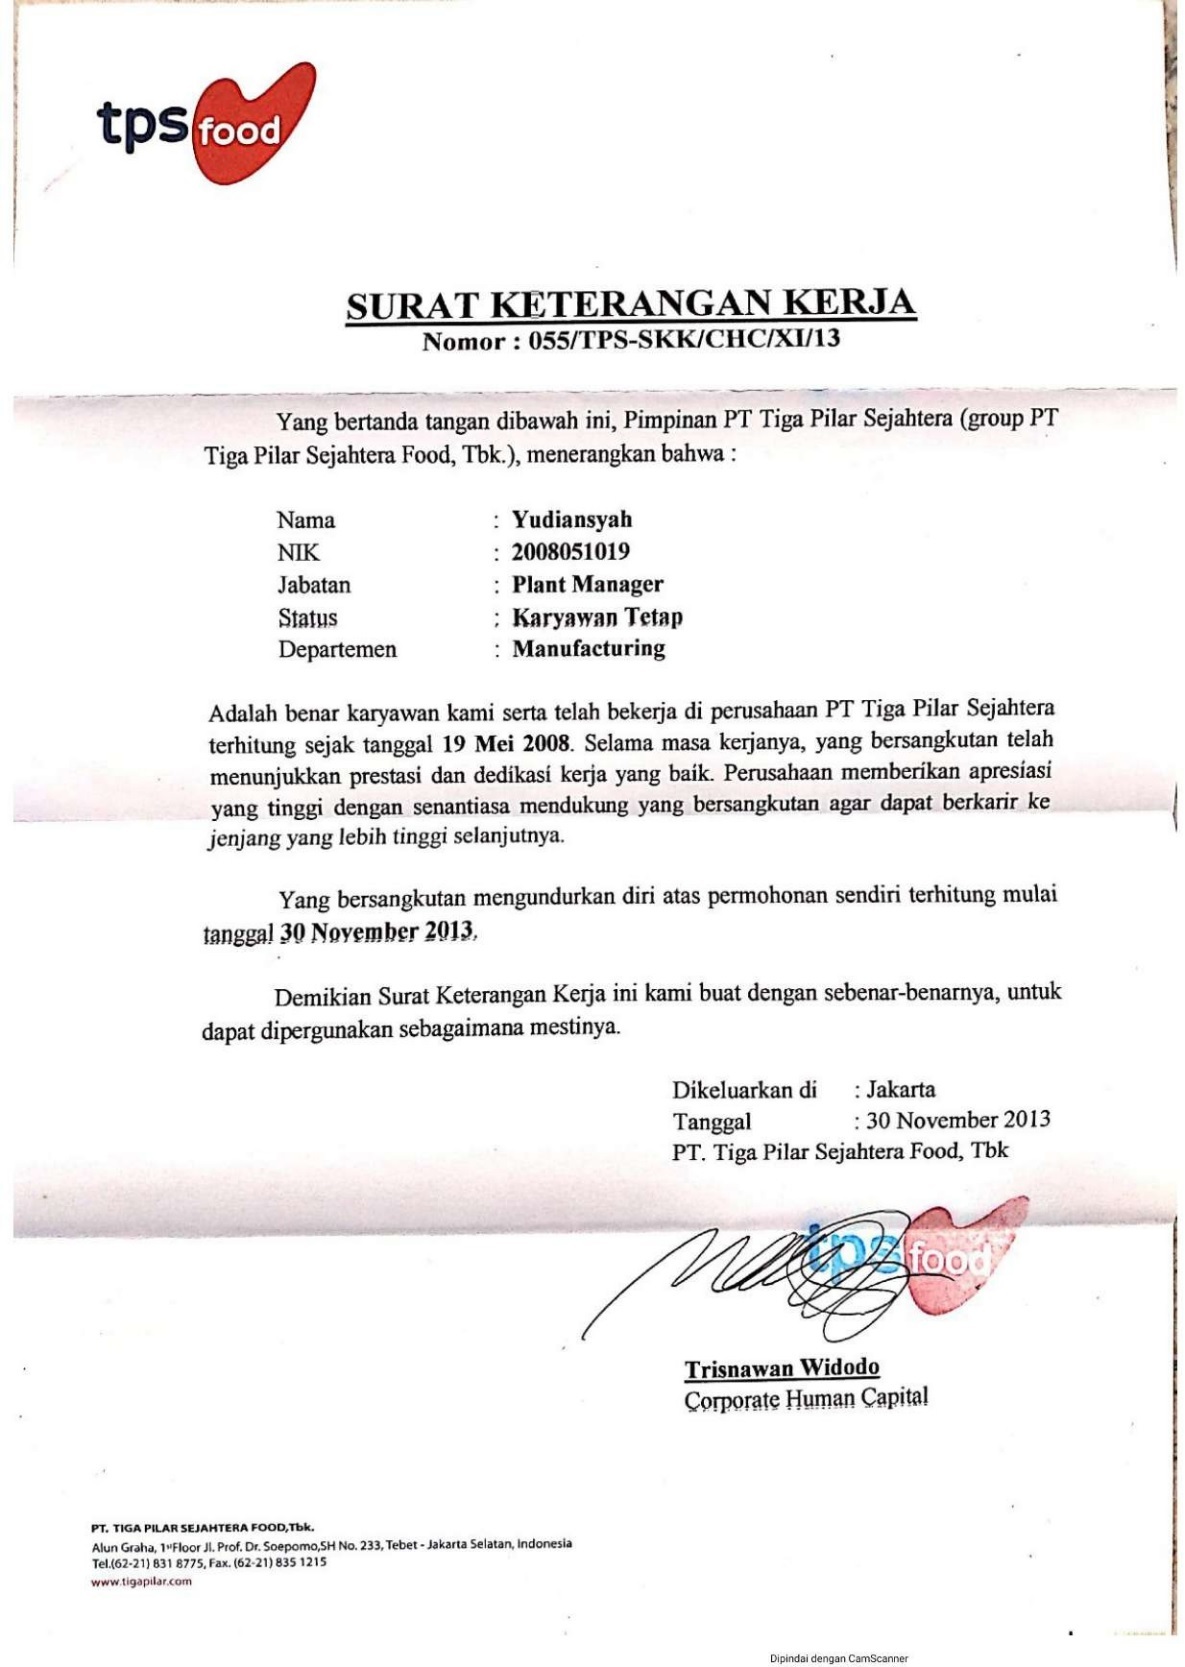 tps food
SURAT KETERANGAN KERJA
Nomor : 055/TPS-SKK/CHC/XI/13
Yang bertanda tangan dibawah ini, Pimpinan PT Tiga Pilar Sejahtera (group PT
Tiga Pilar Sejahtera Food, Tbk.), menerangkan bahwa :
Nama : Yudiansyah
NIK : 2008051019
Jabatan : Plant Manager
Status : Karyawan Tetap
Departemen : Manufacturing
Adalah benar karyawan kami serta telah bekerja di perusahaan PT Tiga Pilar Sejahtera
terhitung sejak tanggal 19 Mei 2008. Selama masa kerjanya, yang bersangkutan telah
menunjukkan prestasi dan dedikasi kerja yang baik. Perusahaan memberikan apresiasi
yang tinggi dengan senantiasa mendukung yang bersangkutan agar dapat berkarir ke
jenjang yang lebih tinggi selanjutnya.
Yang bersangkutan mengundurkan diri atas permohonan sendiri terhitung mulai
tanggal 30 November 2013.
Demikian Surat Keterangan Kerja ini kami buat dengan sebenar-benarnya, untuk
dapat dipergunakan sebagaimana mestinya.
Dikeluarkan di : Jakarta
Tanggal : 30 November 2013
PT. Tiga Pilar Sejahtera Food, Tbk
tps food
Trisnawan Widodo
Corporate Human Capital
PT. TIGA PILAR SEJAHTERA FOOD,Tbk.
Alun Graha, 1st Floor Jl. Prof. Dr. Soepomo,SH No. 233, Tebet - Jakarta Selatan, Indonesia
Tel.(62-21) 831 8775, Fax. (62-21) 835 1215
www.tigapilar.com
Dipindai dengan CamScanner